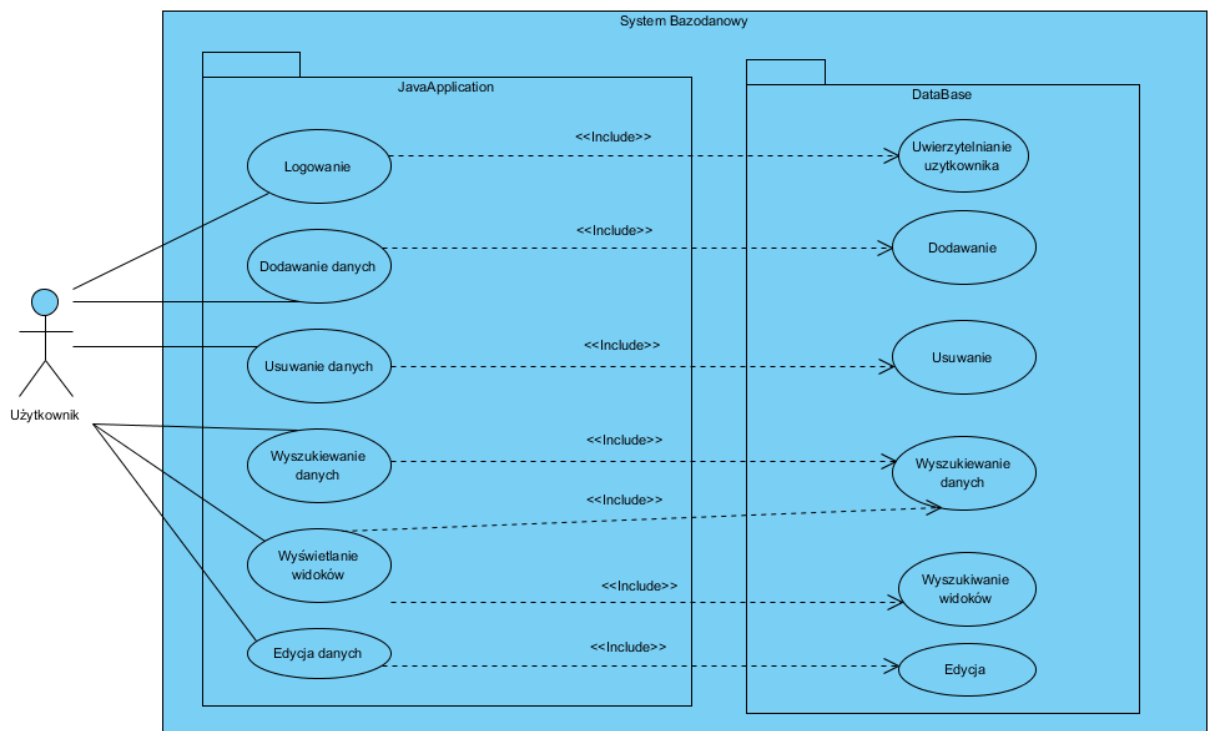 System Bazodanowy
JavaApplication
DataBase
<<Include>>
Logowanie
Uwierzytelnianie
uzytkownika
<<Include>>
Dodawanie danych
Dodawanie
<<Include>>
Usuwanie danych
Usuwanie
Użytkownik
<<Include>>
Wyszukiewanie
danych
Wyszukiewanie
danych
<<Include>>
Wyświetlanie
widoków
<<Include>>
Wyszukiwanie
widoków
<<Include>>
Edycja danych
Edycja